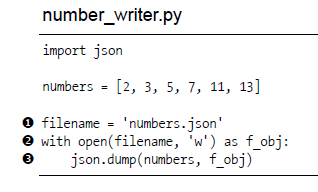 number_writer.py
import json
numbers = [2, 3, 5, 7, 11, 13]
❶ filename = 'numbers.json'
❷ with open(filename, 'w') as f_obj:
❸     json.dump(numbers, f_obj)